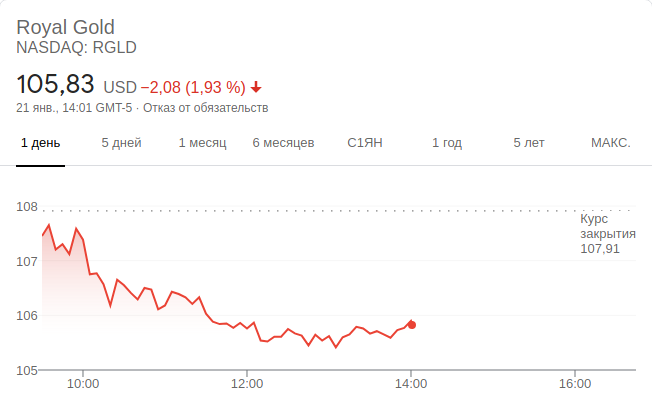 Royal Gold
NASDAQ: RGLD
105,83 USD −2,08 (1,93 %)
21 янв., 14:01 GMT-5 · Отказ от обязательств
1 день 5 дней 1 месяц 6 месяцев С1ЯН 1 год 5 лет МАКС.
108
Курс
закрытия
107,91
107
106
105
10:00 12:00 14:00 16:00